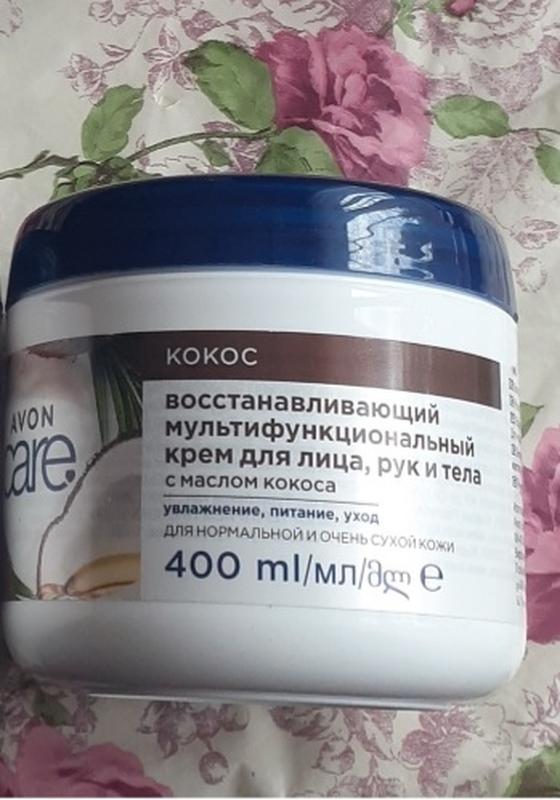 КОКОС
AVON
care.
восстанавливающий
мультифункциональный
крем для лица, рук и тела
с маслом кокоса
увлажнение, питание, уход
ДЛЯ НОРМАЛЬНОЙ И ОЧЕНЬ СУХОЙ КОЖИ
400 ml/мл/მლ e